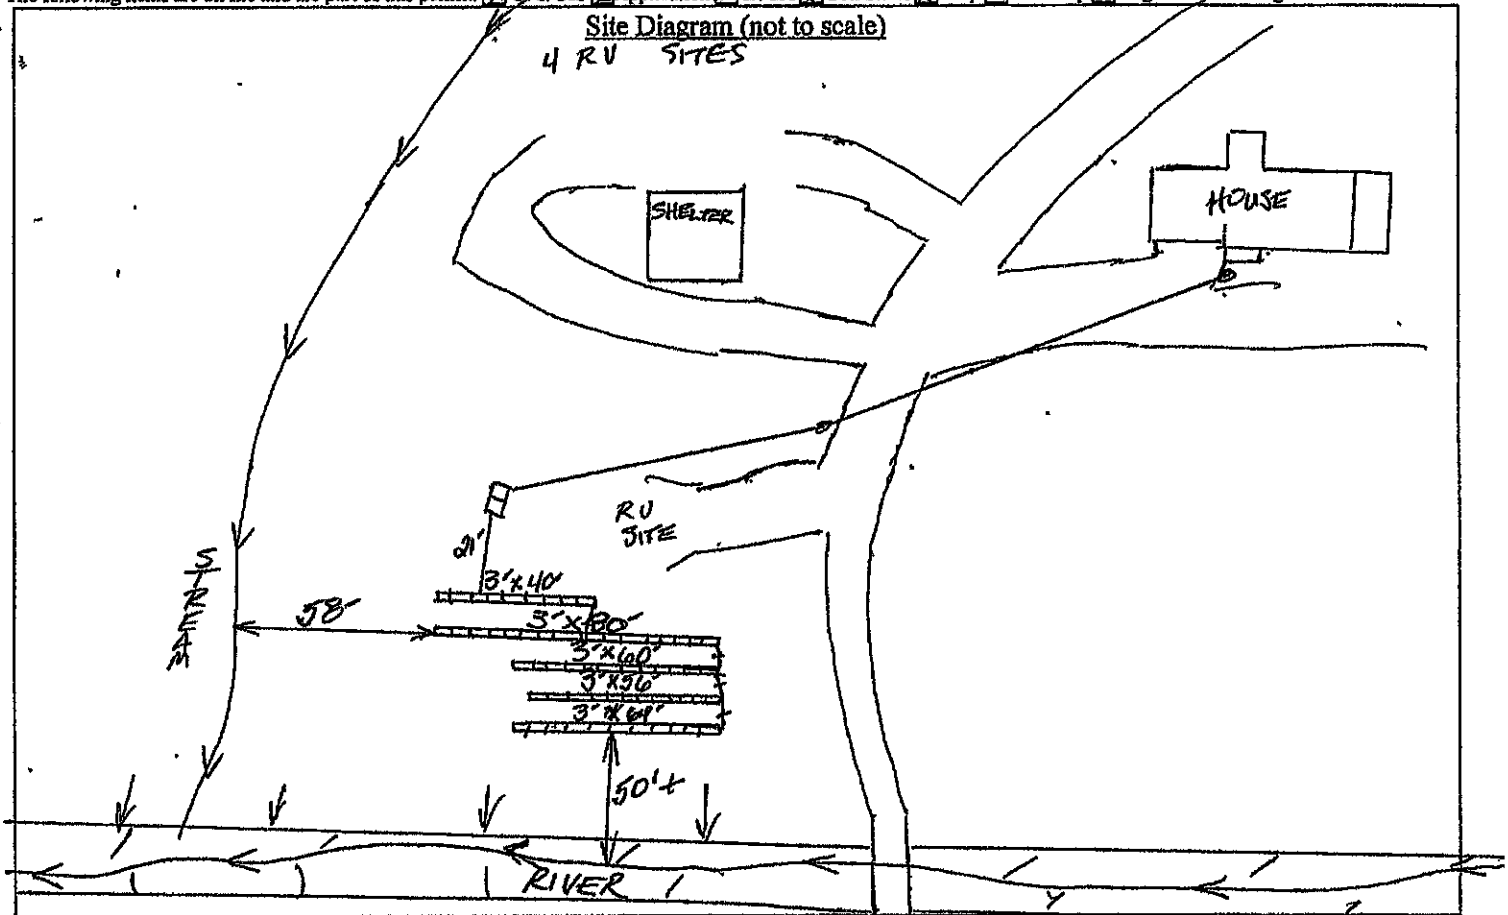 Site Diagram (not to scale)
4 RV SITES
SHELTER
HOUSE
RV
SITE
21'
3'x40'
58'
3'x80'
3'x60'
3'x56'
STREAM
50'+
RIVER